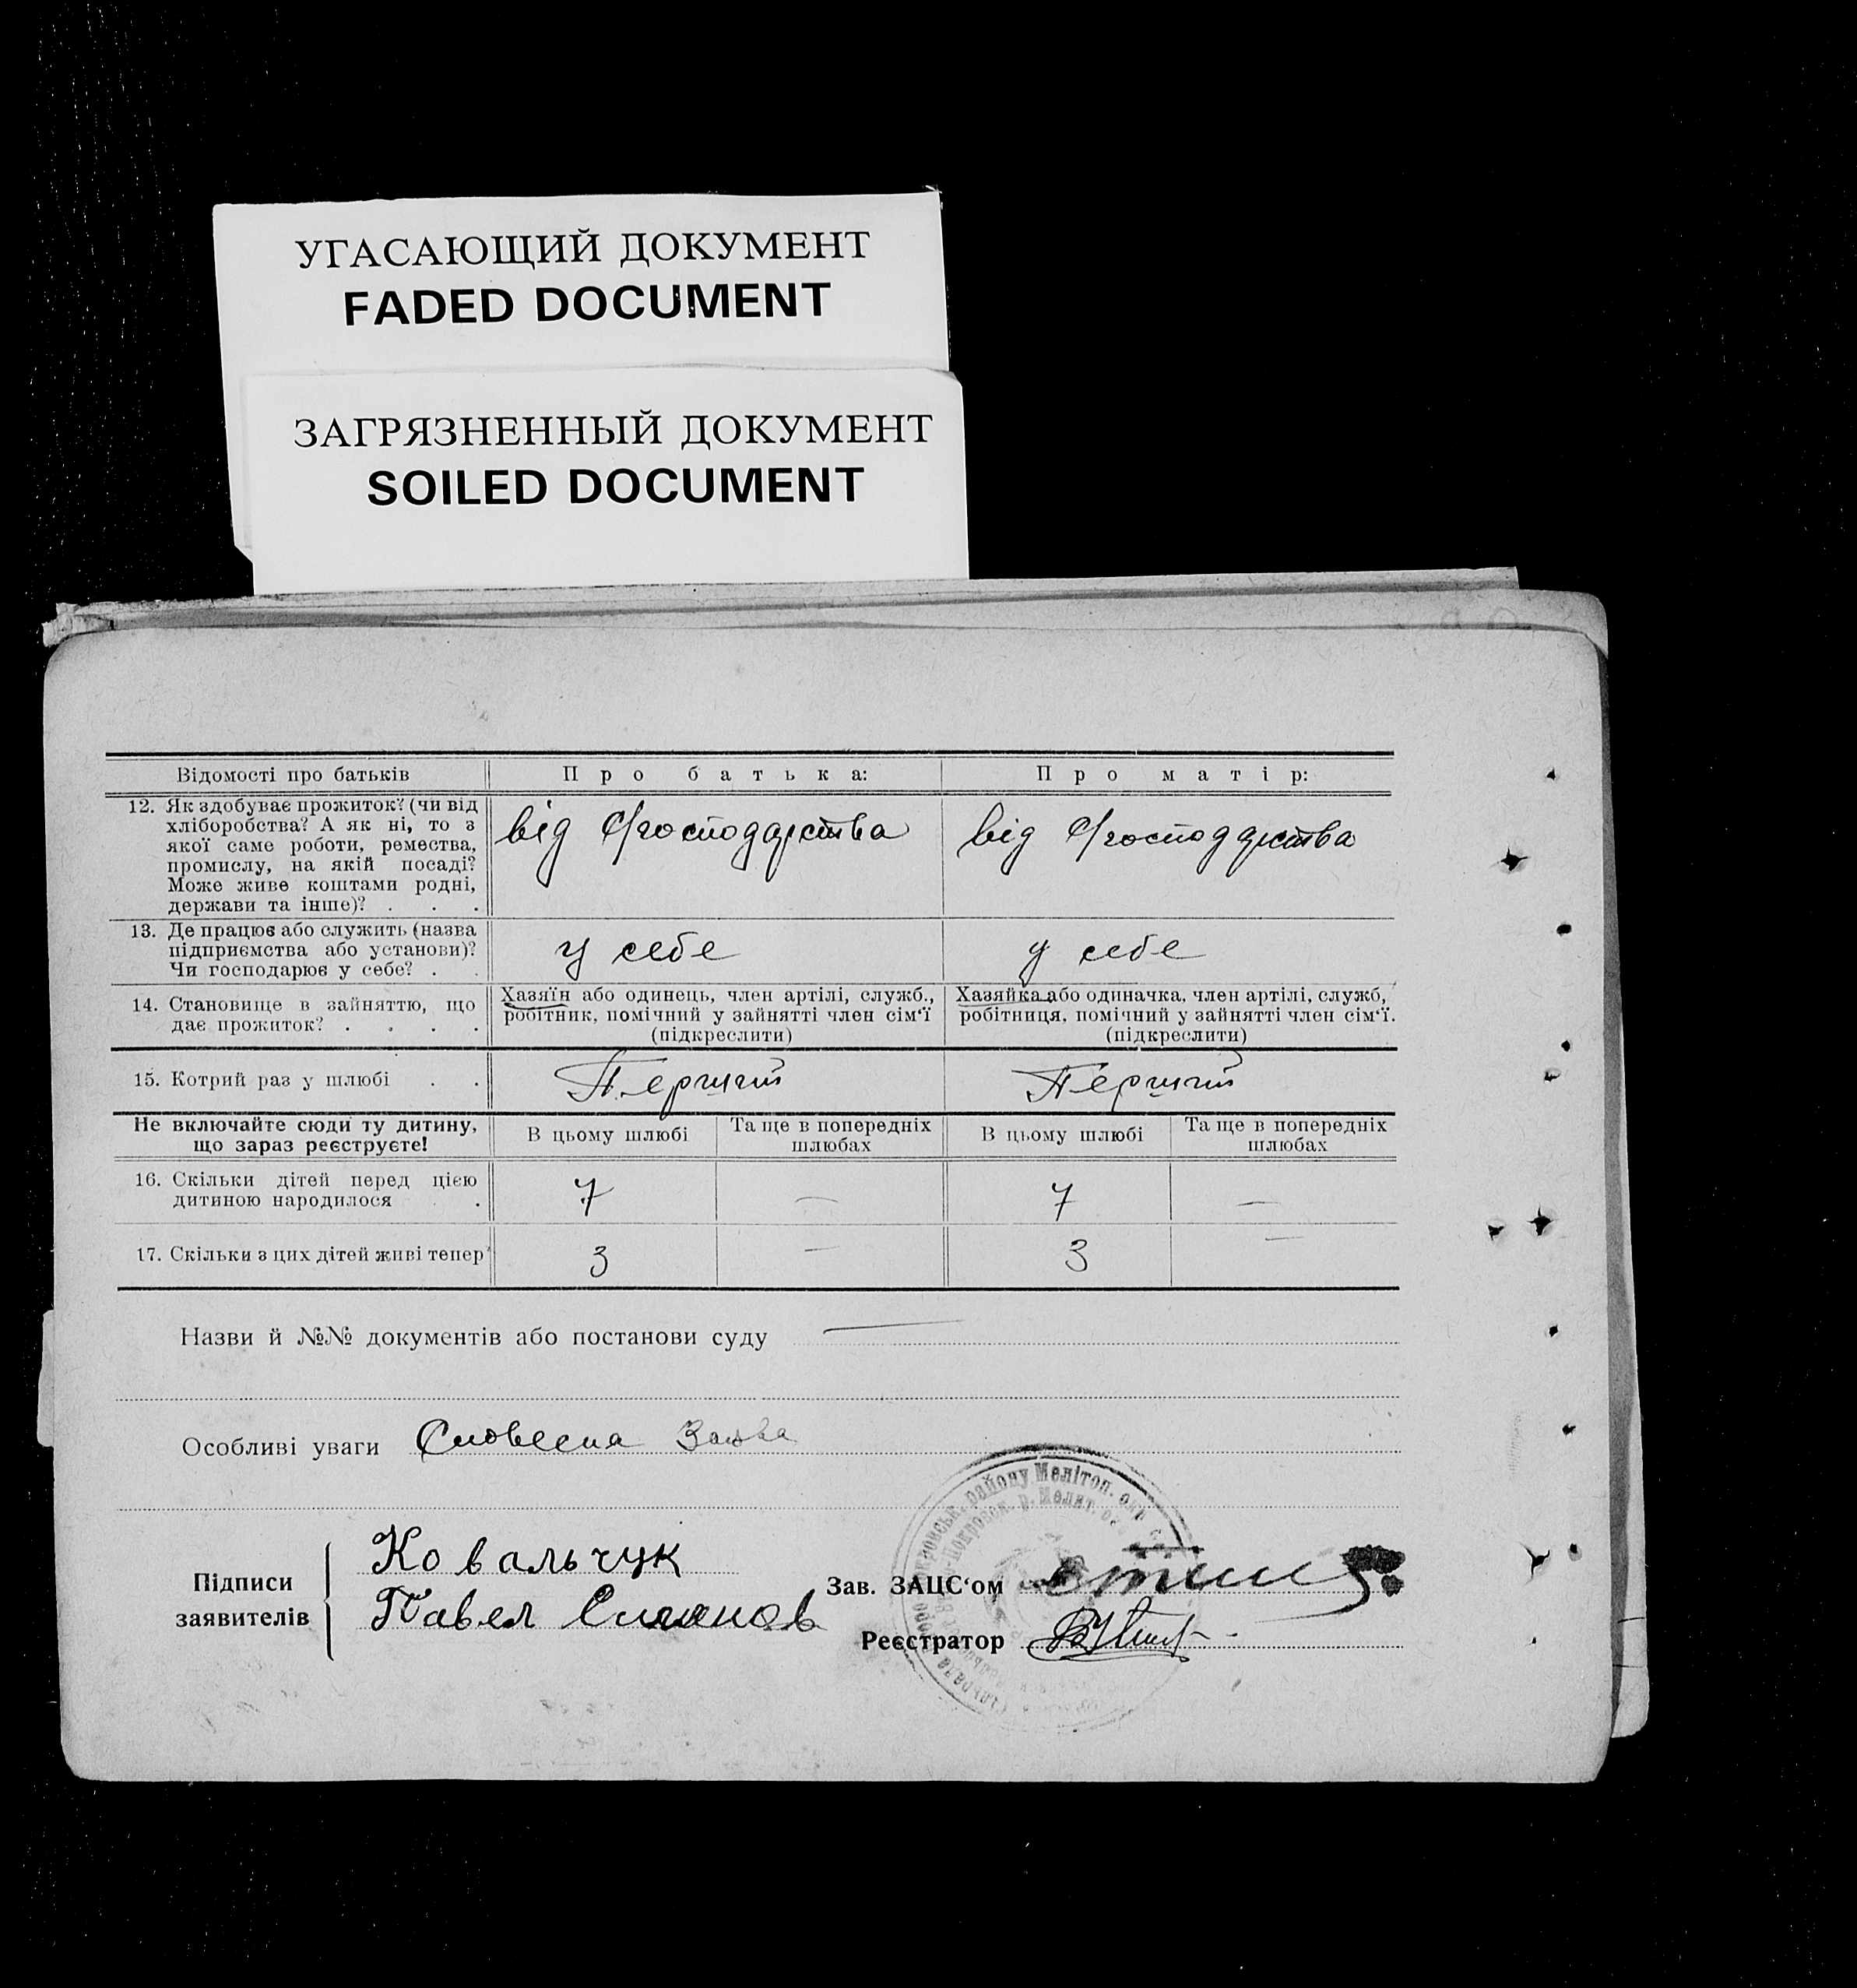 УГАСАЮЩИЙ ДОКУМЕНТ
FADED DOCUMENT
ЗАГРЯЗНЕННЫЙ ДОКУМЕНТ
SOILED DOCUMENT
Відомості про батьків
Про батька:
Про матір:
12. Як здобуває прожиток? (чи від
хліборобства? А як ні, то з
якої саме роботи, ремества,
промислу, на якій посаді?
Може живе коштами родні,
держави та інше)? . . .
від С/господарства
від С/господарства
13. Де працює або служить (назва
підприємства або установи)?
Чи господарює у себе? . .
у себе
у себе
14. Становище в зайняттю, що
дає прожиток? . . . .
Хазяїн або одинець, член артілі, служб.,
робітник, помічний у зайнятті член сім‘ї
(підкреслити)
Хазяйка або одиначка, член артілі, служб,
робітниця, помічний у зайнятті член сім‘ї.
(підкреслити)
15. Котрий раз у шлюбі . .
Перший
Перший
Не включайте сюди ту дитину,
що зараз реєструєте!
В цьому шлюбі
Та ще в попередніх
шлюбах
В цьому шлюбі
Та ще в попередніх
шлюбах
16. Скільки дітей перед цією
дитиною народилося . .
7
—
7
—
17. Скільки з цих дітей живі тепер
3
—
3
—
Назви й №№ документів або постанови суду —
Особливі уваги Словесна Заява
району Меліто
Підписи
заявителів
Ковальчук
Павел
Зав. ЗАЦС‘ом
Реєстратор